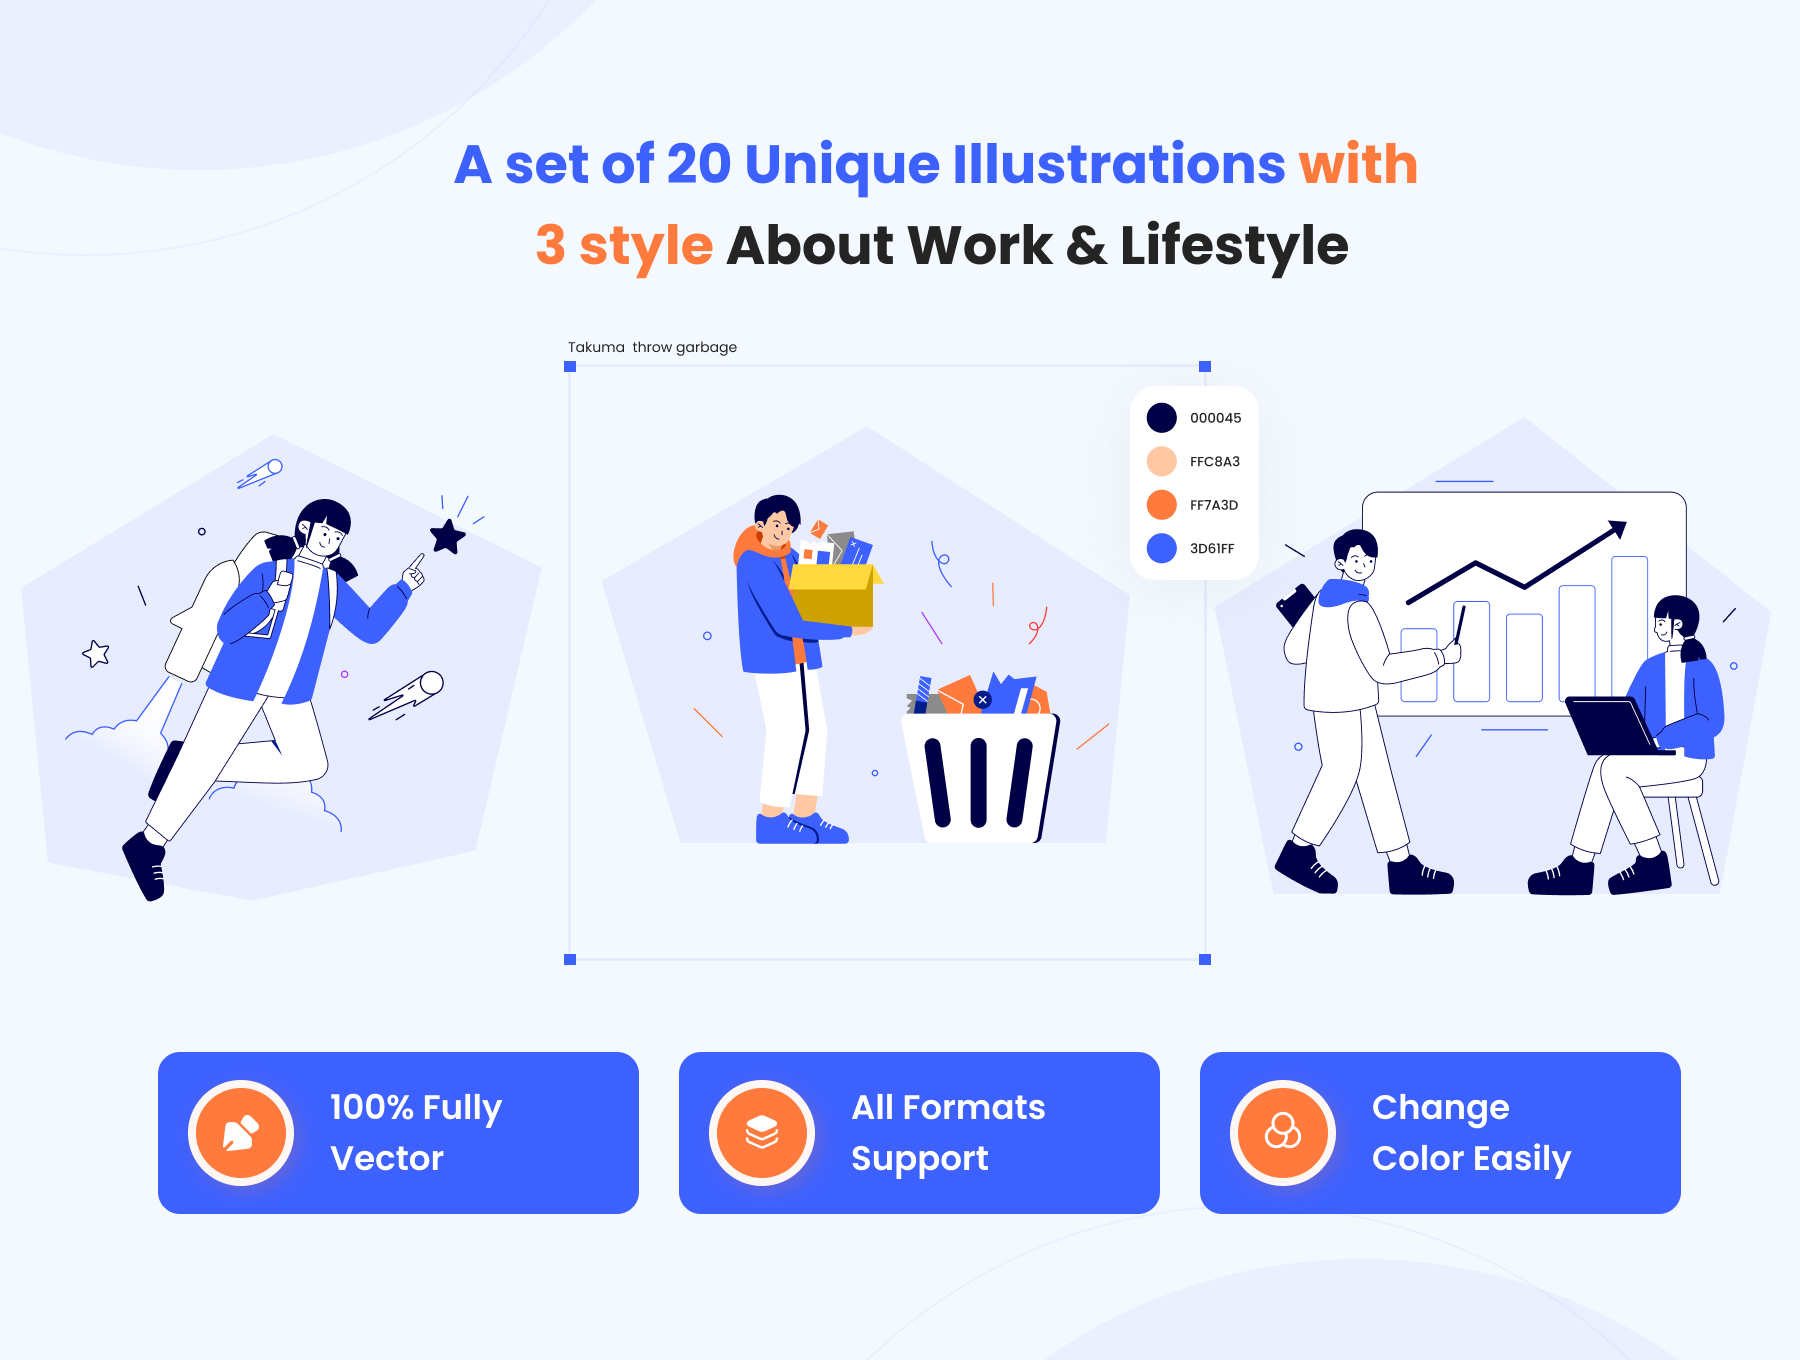 A set of 20 Unique Illustrations with
3 style About Work & Lifestyle
Takuma throw garbage
000045
FFC8A3
FF7A3D
3D61FF
100% Fully
Vector
All Formats
Support
Change
Color Easily